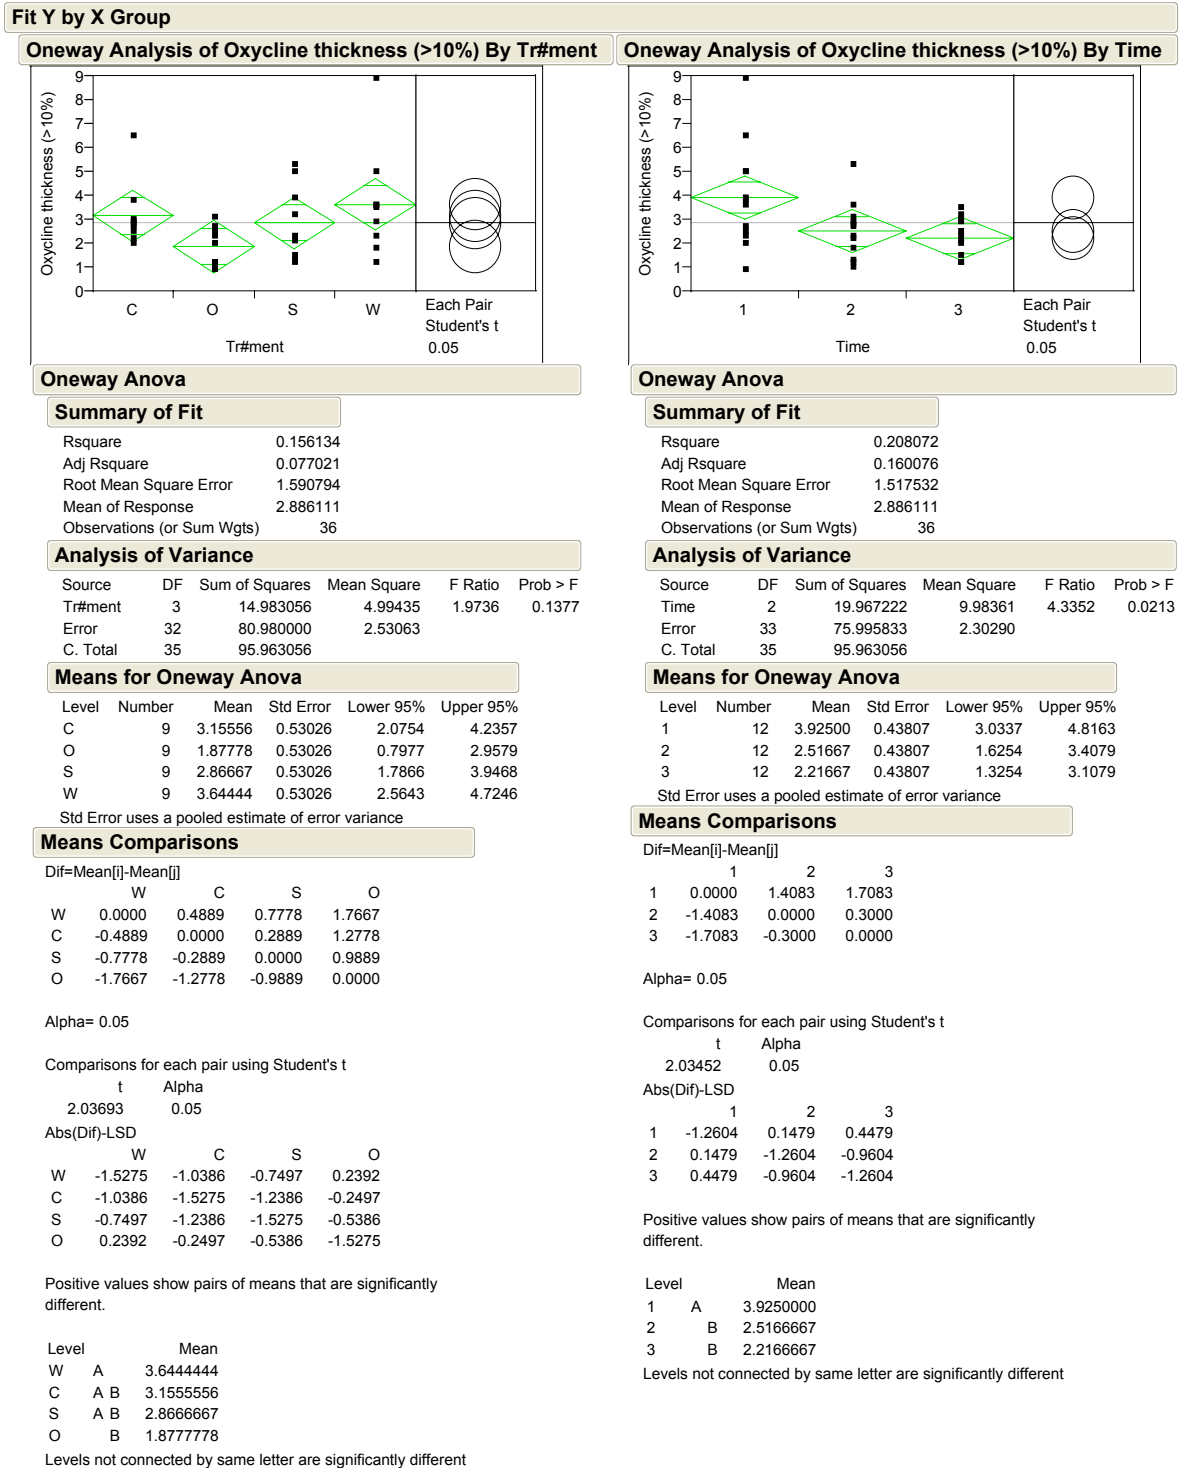 Fit Y by X Group
Oneway Analysis of Oxycline thickness (>10%) By Tr#ment
Oxycline thickness (>10%)
9
8
7
6
5
4
3
2
1
0
C O S W
Tr#ment
Each Pair
Student's t
0.05
Oneway Anova
Summary of Fit
Rsquare 0.156134
Adj Rsquare 0.077021
Root Mean Square Error 1.590794
Mean of Response 2.886111
Observations (or Sum Wgts) 36
Analysis of Variance
Source DF Sum of Squares Mean Square F Ratio Prob > F
Tr#ment 3 14.983056 4.99435 1.9736 0.1377
Error 32 80.980000 2.53063
C. Total 35 95.963056
Means for Oneway Anova
Level Number Mean Std Error Lower 95% Upper 95%
C 9 3.15556 0.53026 2.0754 4.2357
O 9 1.87778 0.53026 0.7977 2.9579
S 9 2.86667 0.53026 1.7866 3.9468
W 9 3.64444 0.53026 2.5643 4.7246
Std Error uses a pooled estimate of error variance
Means Comparisons
Dif=Mean[i]-Mean[j]
W C S O
W 0.0000 0.4889 0.7778 1.7667
C -0.4889 0.0000 0.2889 1.2778
S -0.7778 -0.2889 0.0000 0.9889
O -1.7667 -1.2778 -0.9889 0.0000
Alpha= 0.05
Comparisons for each pair using Student's t
t Alpha
2.03693 0.05
Abs(Dif)-LSD
W C S O
W -1.5275 -1.0386 -0.7497 0.2392
C -1.0386 -1.5275 -1.2386 -0.2497
S -0.7497 -1.2386 -1.5275 -0.5386
O 0.2392 -0.2497 -0.5386 -1.5275
Positive values show pairs of means that are significantly
different.
Level Mean
W A 3.6444444
C A B 3.1555556
S A B 2.8666667
O B 1.8777778
Levels not connected by same letter are significantly different
Oneway Analysis of Oxycline thickness (>10%) By Time
Oxycline thickness (>10%)
9
8
7
6
5
4
3
2
1
0
1 2 3
Time
Each Pair
Student's t
0.05
Oneway Anova
Summary of Fit
Rsquare 0.208072
Adj Rsquare 0.160076
Root Mean Square Error 1.517532
Mean of Response 2.886111
Observations (or Sum Wgts) 36
Analysis of Variance
Source DF Sum of Squares Mean Square F Ratio Prob > F
Time 2 19.967222 9.98361 4.3352 0.0213
Error 33 75.995833 2.30290
C. Total 35 95.963056
Means for Oneway Anova
Level Number Mean Std Error Lower 95% Upper 95%
1 12 3.92500 0.43807 3.0337 4.8163
2 12 2.51667 0.43807 1.6254 3.4079
3 12 2.21667 0.43807 1.3254 3.1079
Std Error uses a pooled estimate of error variance
Means Comparisons
Dif=Mean[i]-Mean[j]
1 2 3
1 0.0000 1.4083 1.7083
2 -1.4083 0.0000 0.3000
3 -1.7083 -0.3000 0.0000
Alpha= 0.05
Comparisons for each pair using Student's t
t Alpha
2.03452 0.05
Abs(Dif)-LSD
1 2 3
1 -1.2604 0.1479 0.4479
2 0.1479 -1.2604 -0.9604
3 0.4479 -0.9604 -1.2604
Positive values show pairs of means that are significantly
different.
Level Mean
1 A 3.9250000
2 B 2.5166667
3 B 2.2166667
Levels not connected by same letter are significantly different